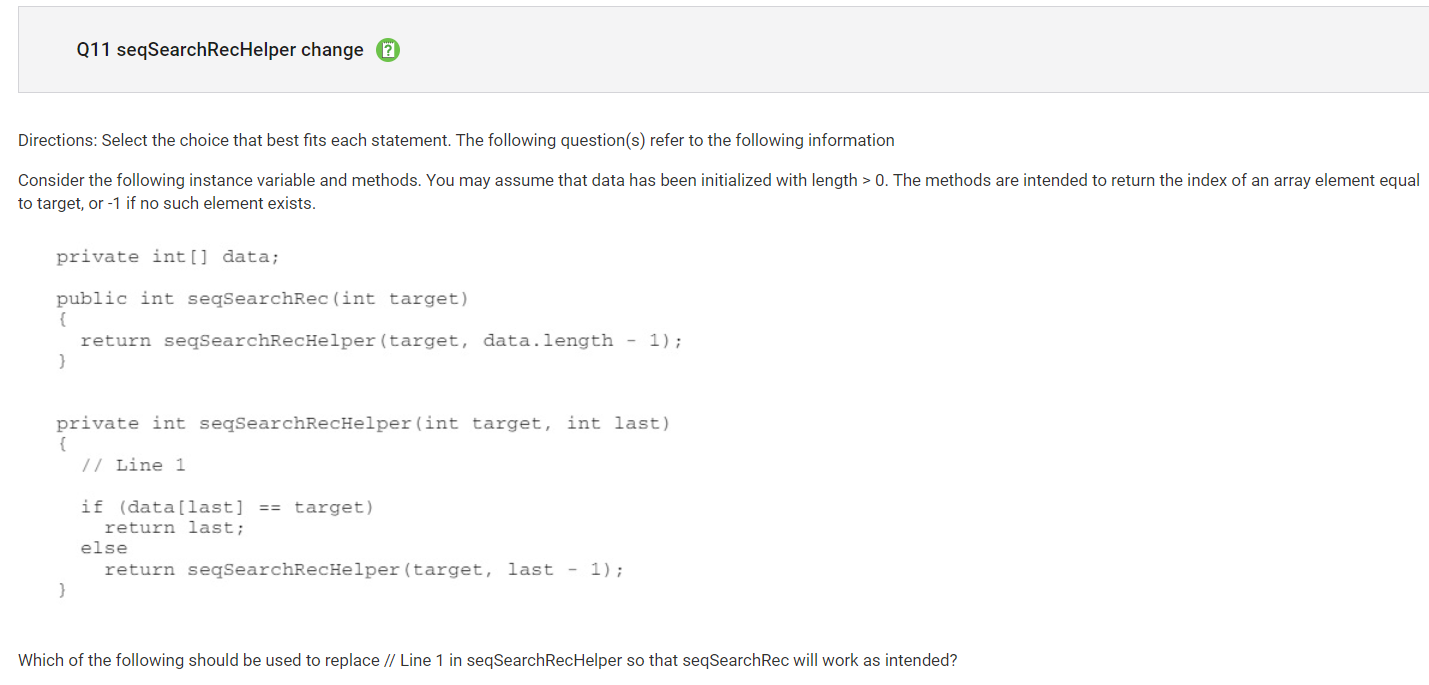 Q11 seqSearchRecHelper change
Directions: Select the choice that best fits each statement. The following question(s) refer to the following information
Consider the following instance variable and methods. You may assume that data has been initialized with length > 0. The methods are intended to return the index of an array element equal
to target, or -1 if no such element exists.
private int[] data;
public int seqSearchRec(int target)
{
return seqSearchRecHelper(target, data.length - 1);
}
private int seqSearchRecHelper(int target, int last)
{
// Line 1
if (data[last] == target)
return last;
else
return seqSearchRecHelper(target, last - 1);
}
Which of the following should be used to replace // Line 1 in seqSearchRecHelper so that seqSearchRec will work as intended?